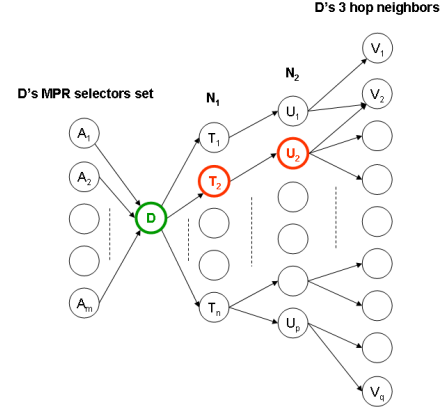 D's 3 hop neighbors
D's MPR selectors set
N1
N2
V1
V2
A1
A2
Am
D
T1
T2
Tn
U1
U2
Up
Vq